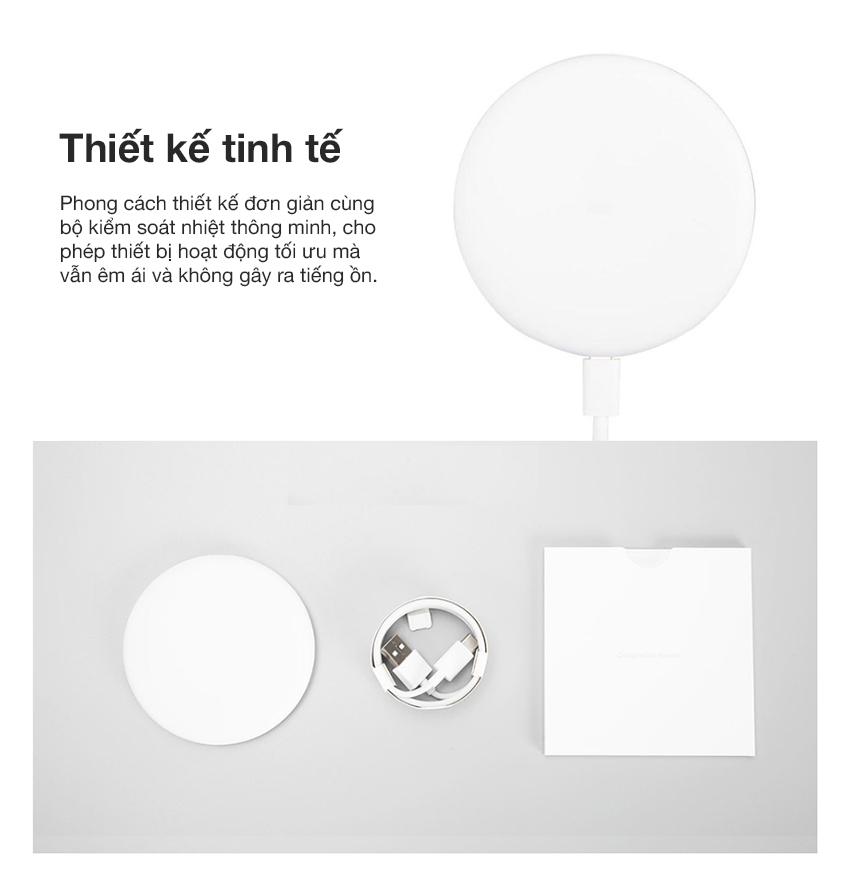 Thiết kế tinh tế
Phong cách thiết kế đơn giản cùng
bộ kiểm soát nhiệt thông minh, cho
phép thiết bị hoạt động tối ưu mà
vẫn êm ái và không gây ra tiếng ồn.